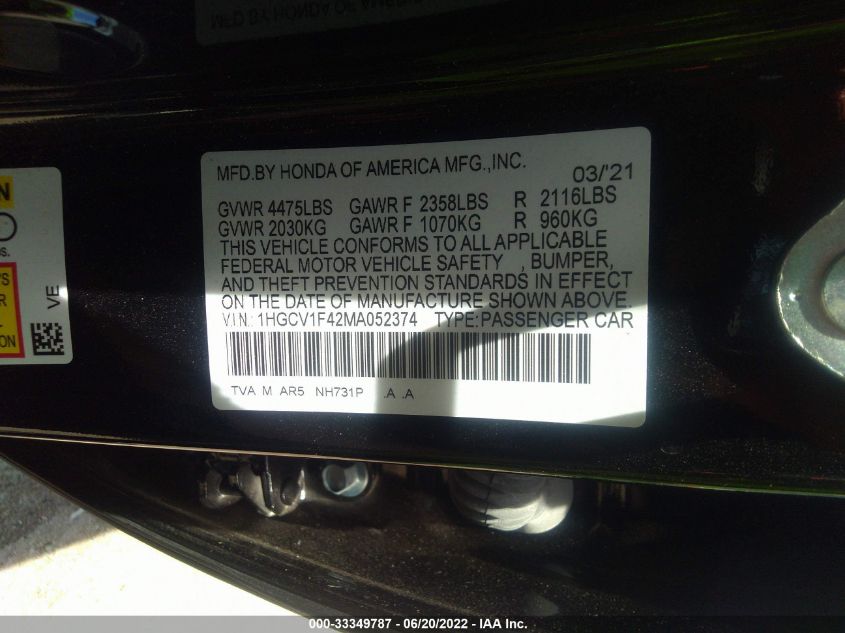 MFD.BY HONDA OF AMERICA MFG.,INC. 03/'21
GVWR 4475LBS GAWR F 2358LBS R 2116LBS
GVWR 2030KG GAWR F 1070KG R 960KG
THIS VEHICLE CONFORMS TO ALL APPLICABLE
FEDERAL MOTOR VEHICLE SAFETY , BUMPER,
AND THEFT PREVENTION STANDARDS IN EFFECT
ON THE DATE OF MANUFACTURE SHOWN ABOVE.
V.I.N.: 1HGCV1F42MA052374 TYPE:PASSENGER CAR
TVA M AR5 NH731P .A .A
VE
000-33349787 - 06/20/2022 - IAA Inc.